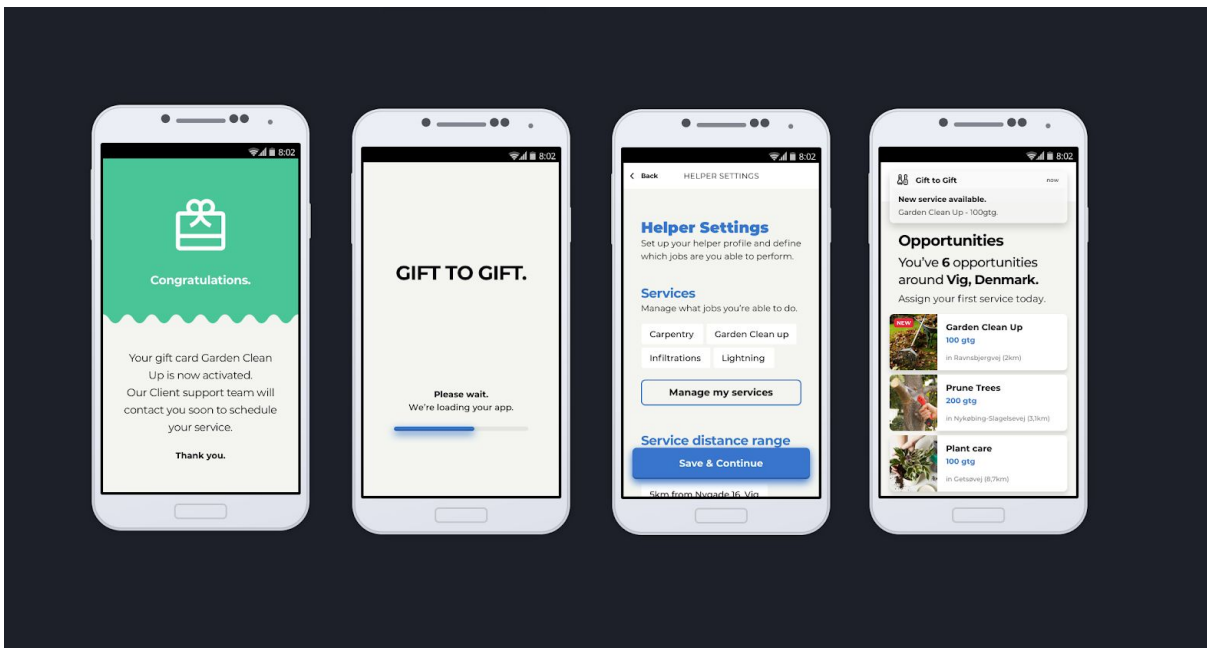 8:02
Congratulations.
Your gift card Garden Clean
Up is now activated.
Our Client support team will
contact you soon to schedule
your service.
Thank you.
8:02
GIFT TO GIFT.
Please wait.
We're loading your app.
8:02
Back HELPER SETTINGS
Helper Settings
Set up your helper profile and define
which jobs are you able to perform.
Services
Manage what jobs you're able to do.
Carpentry Garden Clean up
Infiltrations Lightning
Manage my services
Service distance range
Save & Continue
5km from Nygade 16, Vig
8:02
Gift to Gift now
New service available.
Garden Clean Up - 100gtg.
Opportunities
You've 6 opportunities
around Vig, Denmark.
Assign your first service today.
NEW
Garden Clean Up
100 gtg
in Ravnsbjergvej (2km)
Prune Trees
200 gtg
in Nykøbing-Slagelsevej (3,1km)
Plant care
100 gtg
in Getsøvej (8,7km)